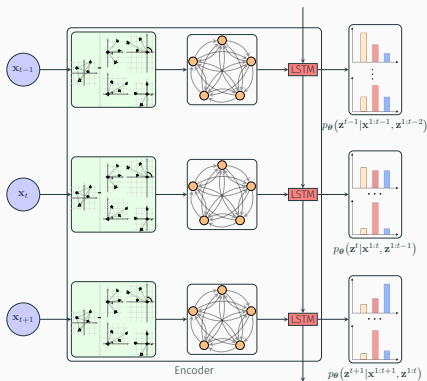 x_{t-1}
LSTM
⋮
p_θ(z^{t-1}|x^{1:t-1}, z^{1:t-2})
x_t
LSTM
...
p_θ(z^t|x^{1:t}, z^{1:t-1})
x_{t+1}
LSTM
...
Encoder
p_θ(z^{t+1}|x^{1:t+1}, z^{1:t})